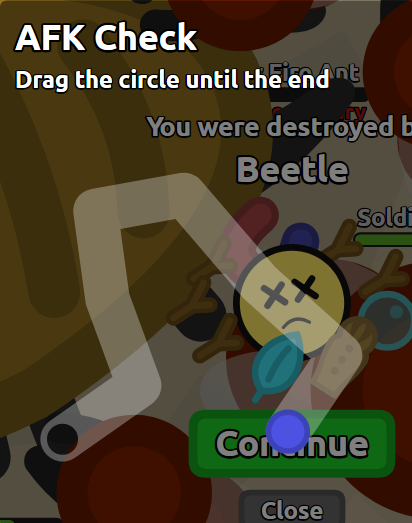 AFK Check
Drag the circle until the end
Fire Ant
You were destroyed b
Beetle
Soldi
Continue
Close